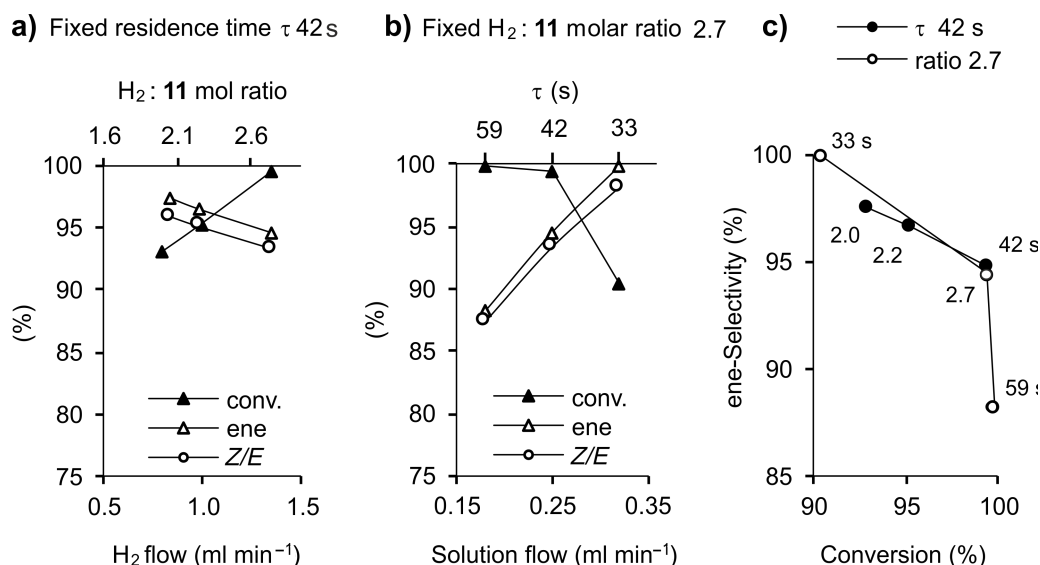 a) Fixed residence time τ 42 s
H2 : 11 mol ratio
1.6 2.1 2.6
100
95
90
85
80
75
(%)
conv.
ene
Z/E
0.5 1.0 1.5
H2 flow (ml min−1)
b) Fixed H2 : 11 molar ratio 2.7
τ (s)
59 42 33
100
95
90
85
80
75
(%)
conv.
ene
Z/E
0.15 0.25 0.35
Solution flow (ml min−1)
c)
τ 42 s
ratio 2.7
100
95
90
85
ene-Selectivity (%)
33 s
2.0
2.2
42 s
2.7
59 s
90 95 100
Conversion (%)